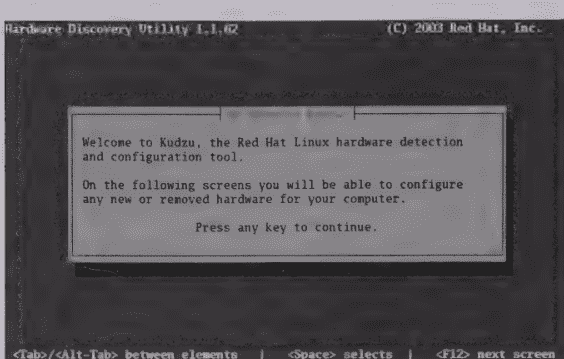 Hardware Discovery Utility 1.1.62 (C) 2003 Red Hat, Inc.
Welcome to Kudzu, the Red Hat Linux hardware detection
and configuration tool.
On the following screens you will be able to configure
any new or removed hardware for your computer.
Press any key to continue.
<Tab>/<Alt-Tab> between elements | <Space> selects | <F12> next screen